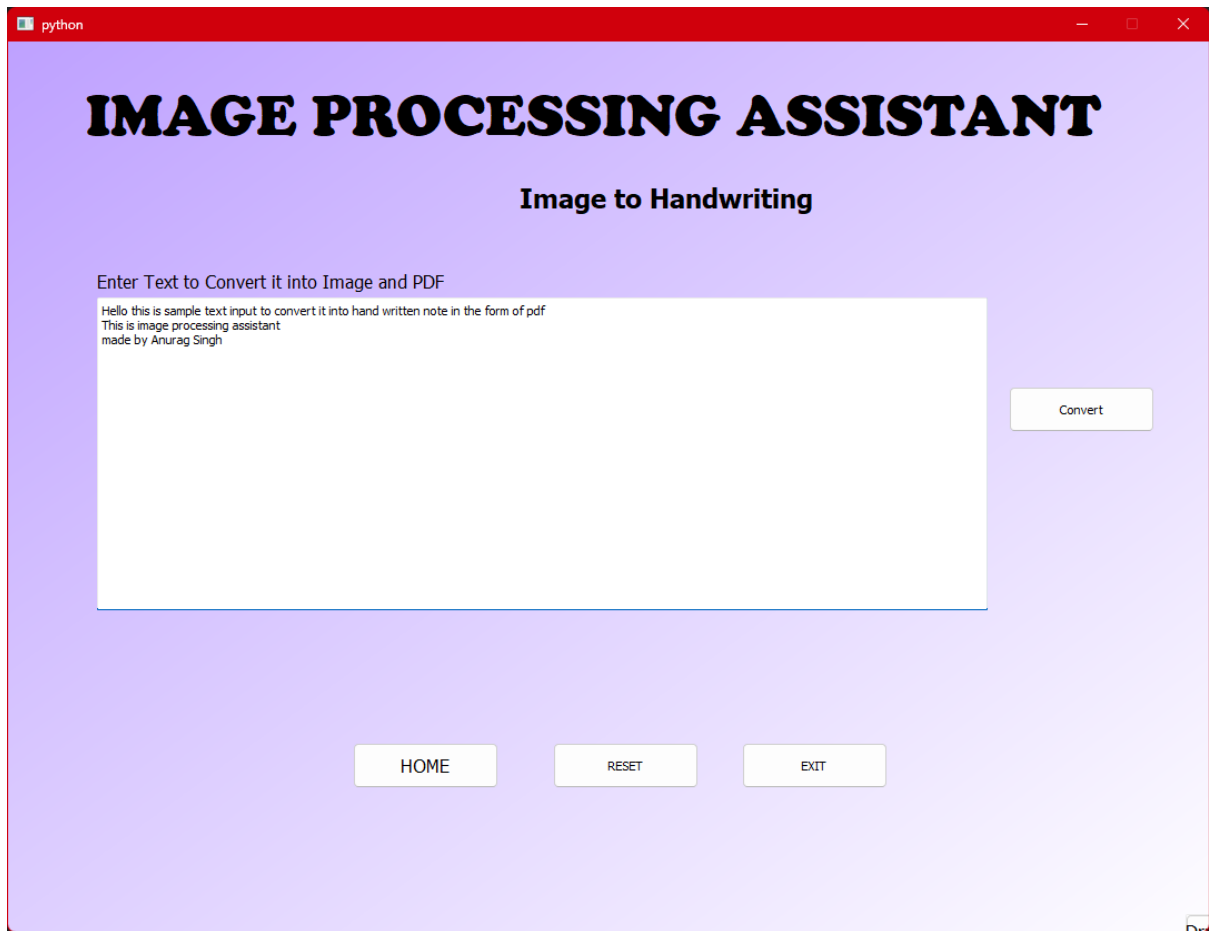 python
IMAGE PROCESSING ASSISTANT
Image to Handwriting
Enter Text to Convert it into Image and PDF
Hello this is sample text input to convert it into hand written note in the form of pdf
This is image processing assistant
made by Anurag Singh
Convert
HOME RESET EXIT